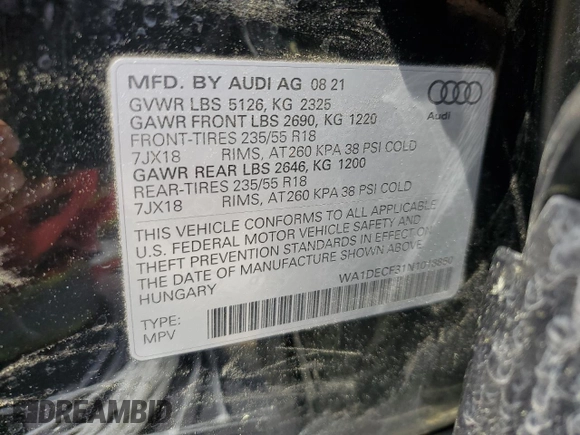 MFD. BY AUDI AG 08 21
GVWR LBS 5126, KG 2325
GAWR FRONT LBS 2690, KG 1220
FRONT-TIRES 235/55 R18
7JX18 RIMS, AT260 KPA 38 PSI COLD
GAWR REAR LBS 2646, KG 1200
REAR-TIRES 235/55 R18
7JX18 RIMS, AT260 KPA 38 PSI COLD
THIS VEHICLE CONFORMS TO ALL APPLICABLE
U.S. FEDERAL MOTOR VEHICLE SAFETY AND
THEFT PREVENTION STANDARDS IN EFFECT ON
THE DATE OF MANUFACTURE SHOWN ABOVE
HUNGARY
TYPE:
MPV
Audi
DREAMBID